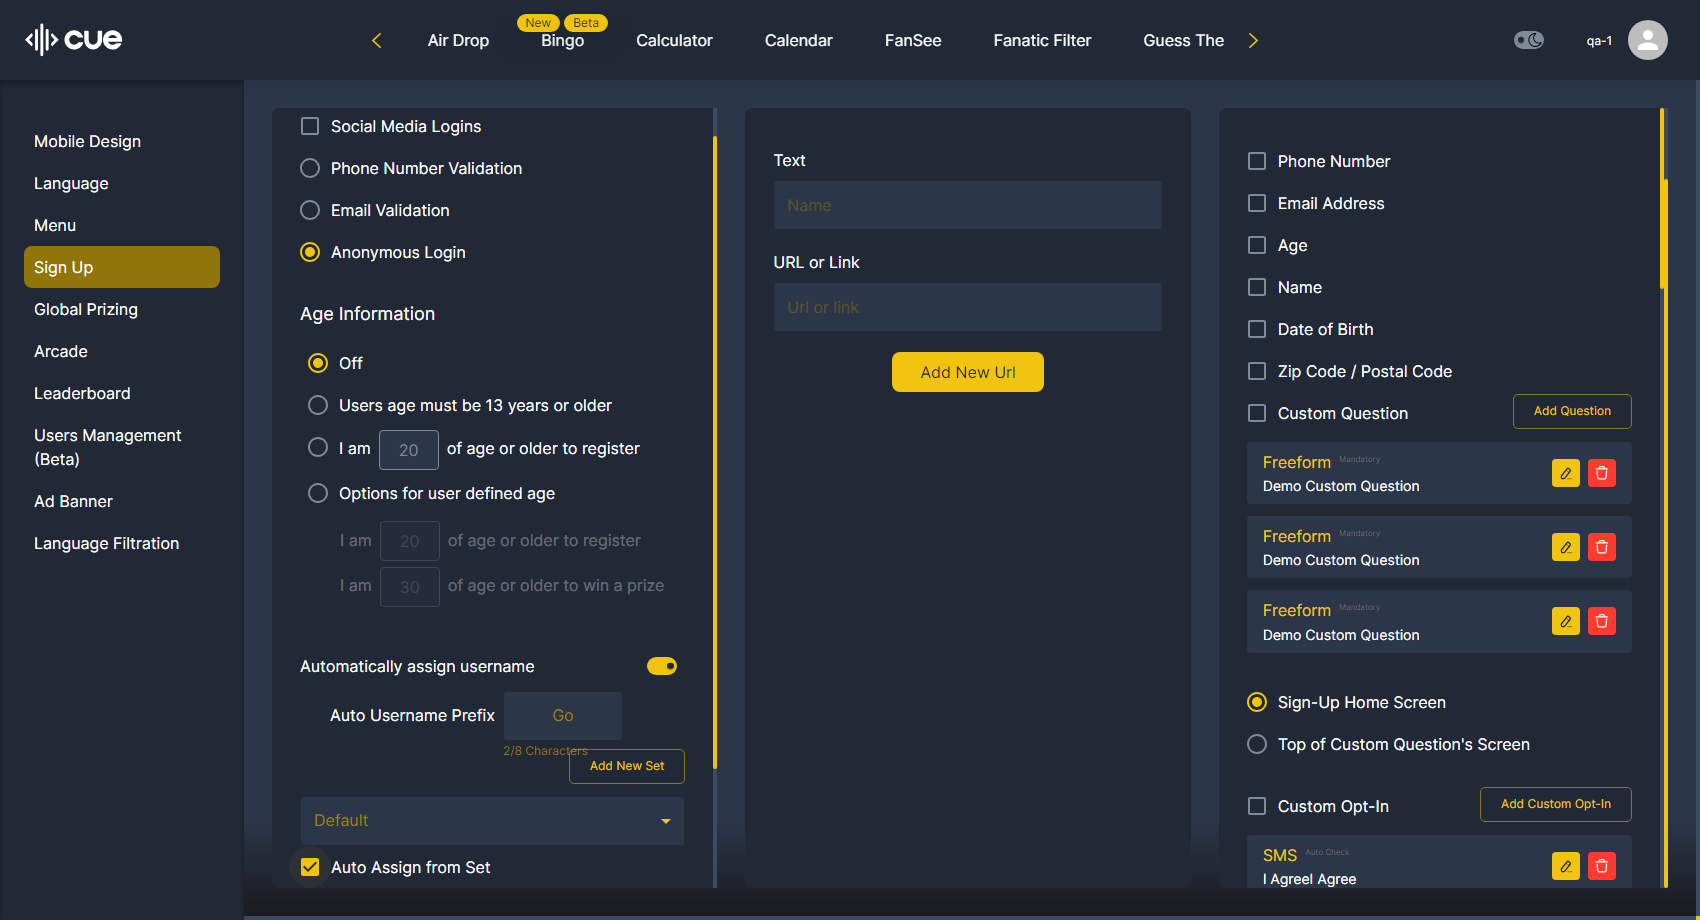 cue
Air Drop
New
Beta
Bingo
Calculator
Calendar
FanSee
Fanatic Filter
Guess The
qa-1
Mobile Design
Language
Menu
Sign Up
Global Prizing
Arcade
Leaderboard
Users Management
(Beta)
Ad Banner
Language Filtration
Social Media Logins
Phone Number Validation
Email Validation
Anonymous Login
Age Information
Off
Users age must be 13 years or older
I am 20 of age or older to register
Options for user defined age
I am 20 of age or older to register
I am 30 of age or older to win a prize
Automatically assign username
Auto Username Prefix Go
2/8 Characters
Add New Set
Default
Auto Assign from Set
Text
Name
URL or Link
Url or link
Add New Url
Phone Number
Email Address
Age
Name
Date of Birth
Zip Code / Postal Code
Custom Question
Add Question
Freeform Mandatory
Demo Custom Question
Freeform Mandatory
Demo Custom Question
Freeform Mandatory
Demo Custom Question
Sign-Up Home Screen
Top of Custom Question's Screen
Custom Opt-In
Add Custom Opt-In
SMS Auto Check
I Agreel Agree